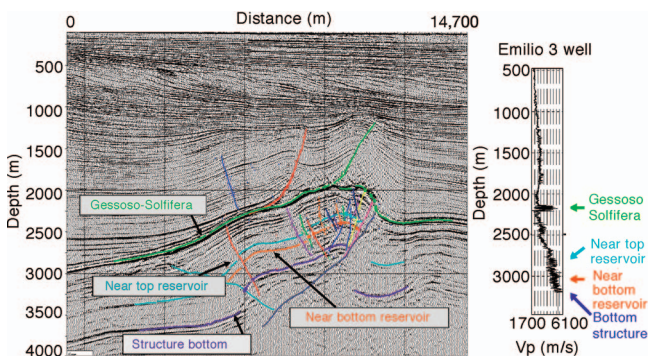 Distance (m)
0
14,700
Depth (m)
500
1000
1500
2000
2500
3000
3500
4000
Gessoso-Solfifera
Near top reservoir
Near bottom reservoir
Structure bottom
Emilio 3 well
Depth (m)
500
1000
2000
2000
3000
Gessoso
Solfifera
Near top
reservoir
Near
bottom
reservoir
Bottom
structure
1700 6100
Vp (m/s)